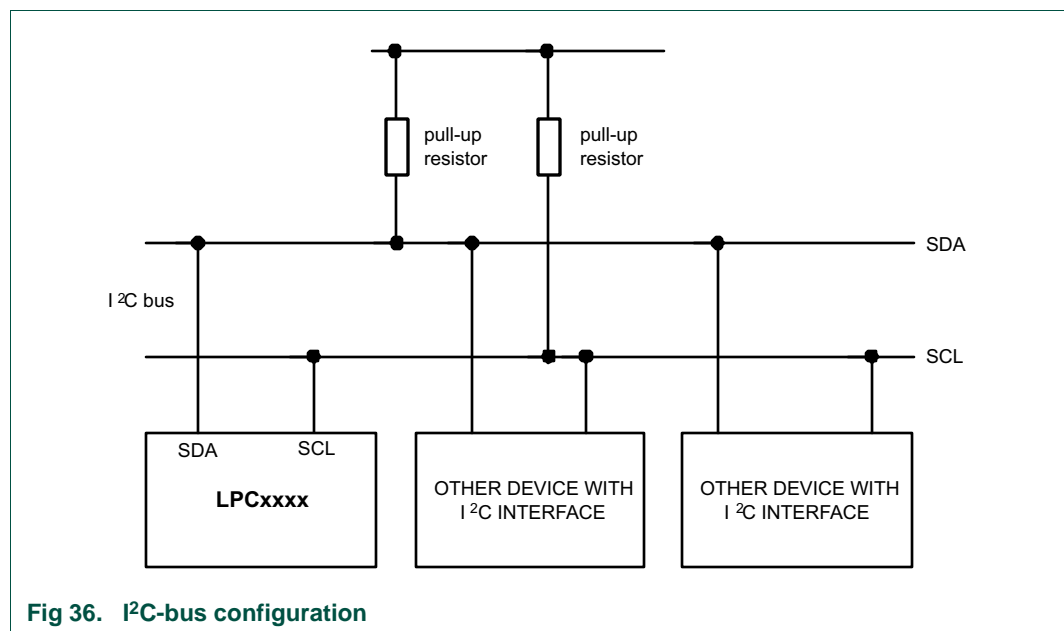 pull-up
resistor
pull-up
resistor
SDA
I ²C bus
SCL
SDA
SCL
LPCxxxx
OTHER DEVICE WITH
I ²C INTERFACE
OTHER DEVICE WITH
I ²C INTERFACE
Fig 36. I²C-bus configuration